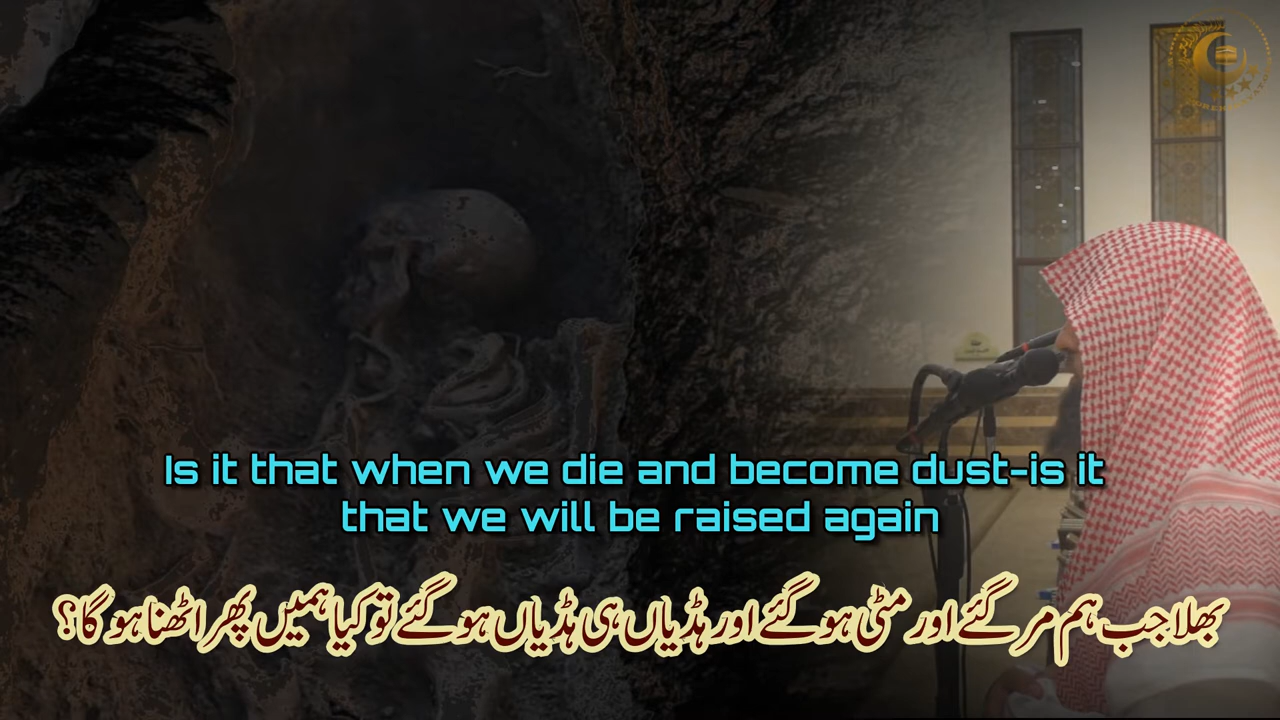 Is it that when we die and become dust-is it
that we will be raised again
بھلا جب ہم مر گئے اور مٹی ہو گئے اور ہڈیاں ہی ہڈیاں ہو گئے تو کیا ہمیں پھر اٹھنا ہو گا؟